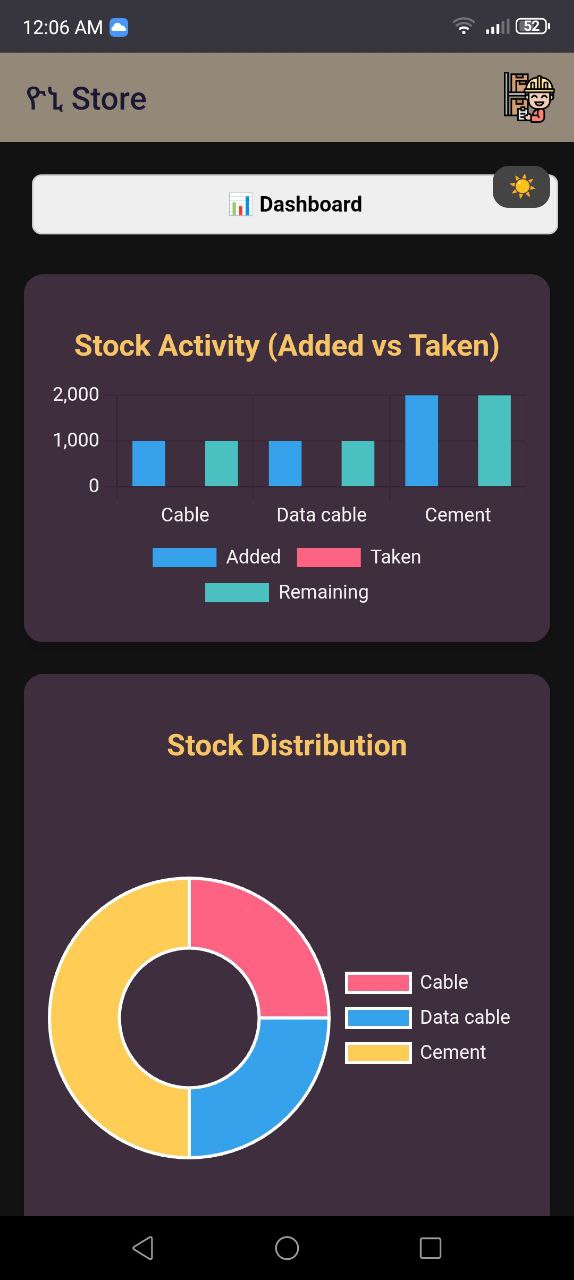 12:06 AM 52
ዮኒ Store
📊 Dashboard
Stock Activity (Added vs Taken)
2,000
1,000
0
Cable Data cable Cement
Added Taken
Remaining
Stock Distribution
Cable
Data cable
Cement